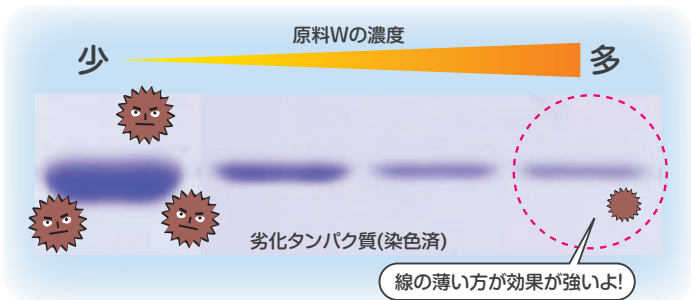 原料Wの濃度
少
多
劣化タンパク質(染色済)
線の薄い方が効果が強いよ!